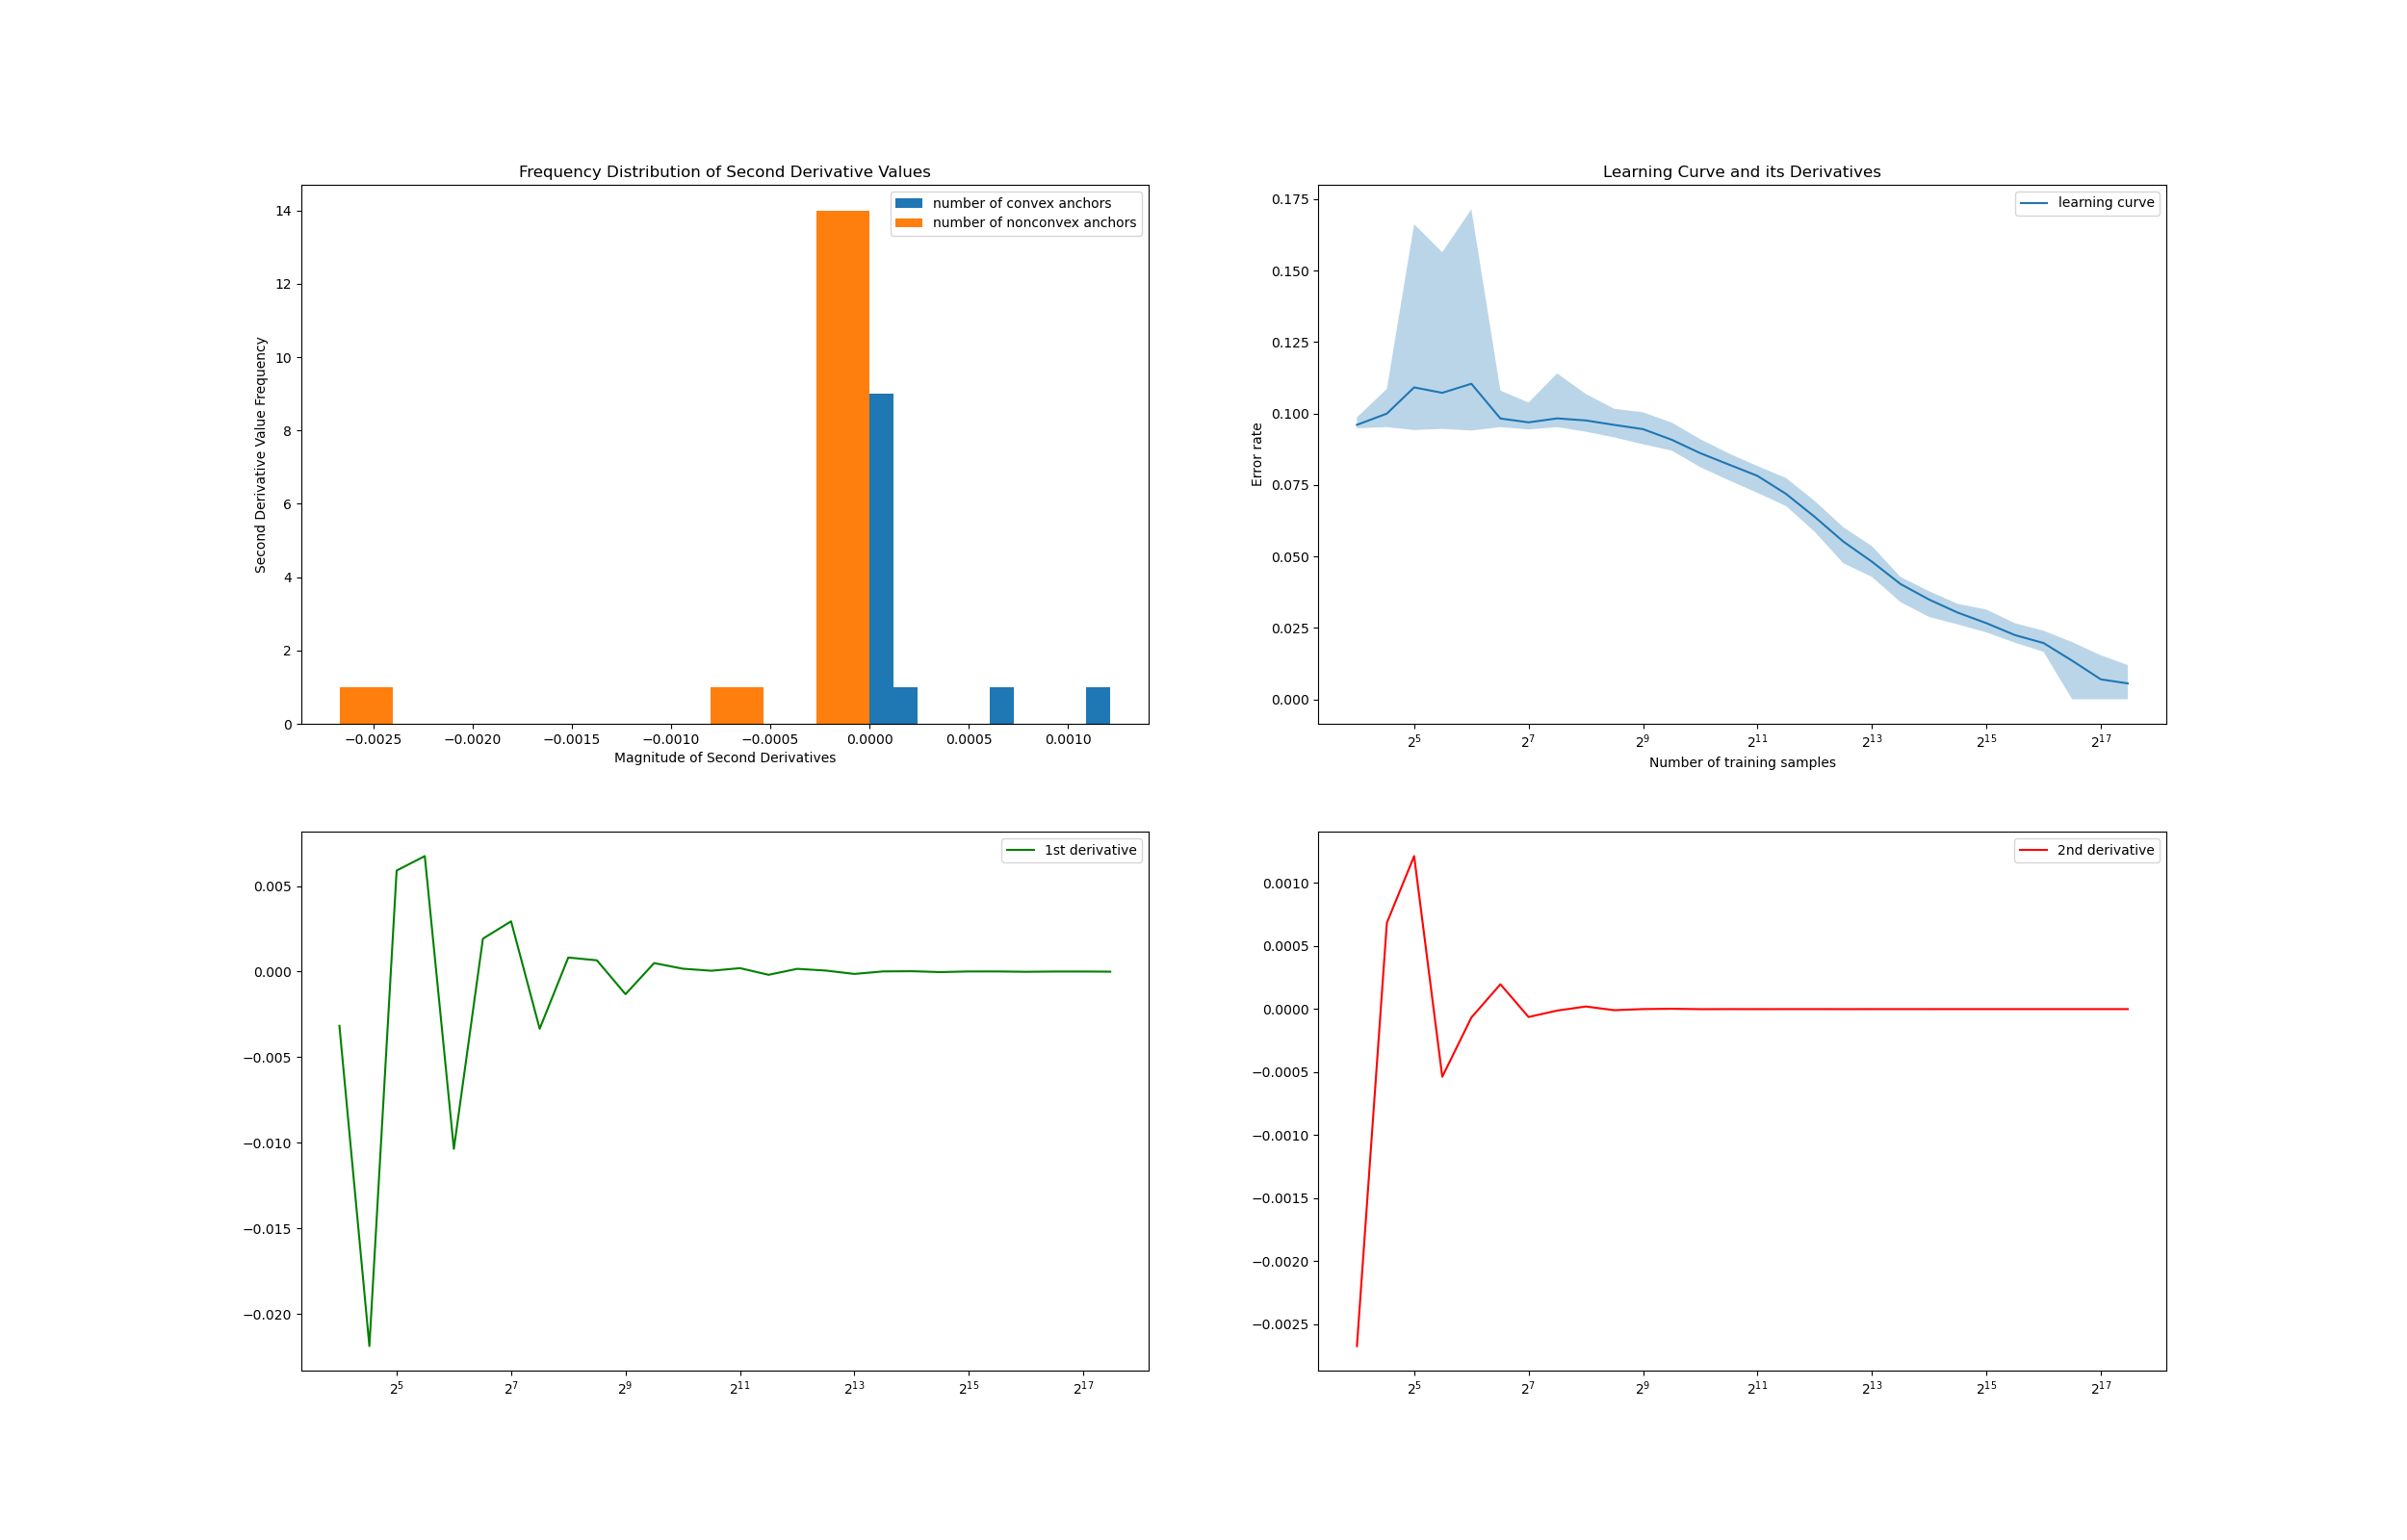 Frequency Distribution of Second Derivative Values
number of convex anchors
number of nonconvex anchors
Second Derivative Value Frequency
14
12
10
8
6
4
2
0
−0.0025 −0.0020 −0.0015 −0.0010 −0.0005 0.0000 0.0005 0.0010
Magnitude of Second Derivatives
Learning Curve and its Derivatives
learning curve
Error rate
0.175
0.150
0.125
0.100
0.075
0.050
0.025
0.000
2^5 2^7 2^9 2^11 2^13 2^15 2^17
Number of training samples
1st derivative
0.005
0.000
−0.005
−0.010
−0.015
−0.020
2^5 2^7 2^9 2^11 2^13 2^15 2^17
2nd derivative
0.0010
0.0005
0.0000
−0.0005
−0.0010
−0.0015
−0.0020
−0.0025
2^5 2^7 2^9 2^11 2^13 2^15 2^17